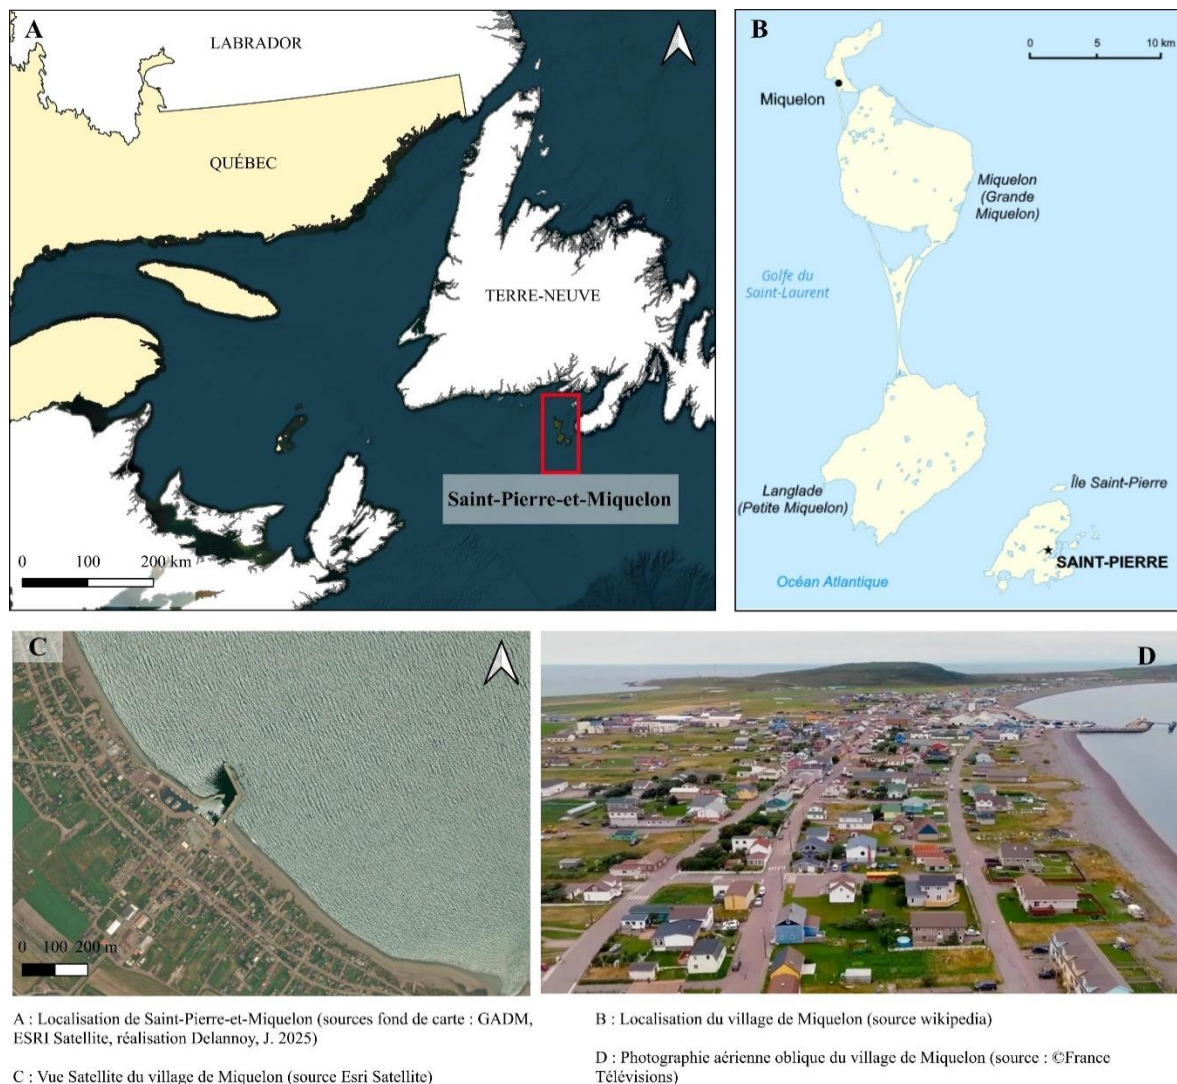 A
LABRADOR
QUÉBEC
TERRE-NEUVE
Saint-Pierre-et-Miquelon
0 100 200 km
B
0 5 10 km
Miquelon
Miquelon
(Grande
Miquelon)
Golfe du
Saint-Laurent
Langlade
(Petite Miquelon)
Île Saint-Pierre
SAINT-PIERRE
Océan Atlantique
C
0 100 200 m
D
A : Localisation de Saint-Pierre-et-Miquelon (sources fond de carte : GADM,
ESRI Satellite, réalisation Delannoy, J. 2025)
C : Vue Satellite du village de Miquelon (source Esri Satellite)
B : Localisation du village de Miquelon (source wikipedia)
D : Photographie aérienne oblique du village de Miquelon (source : ©France
Télévisions)